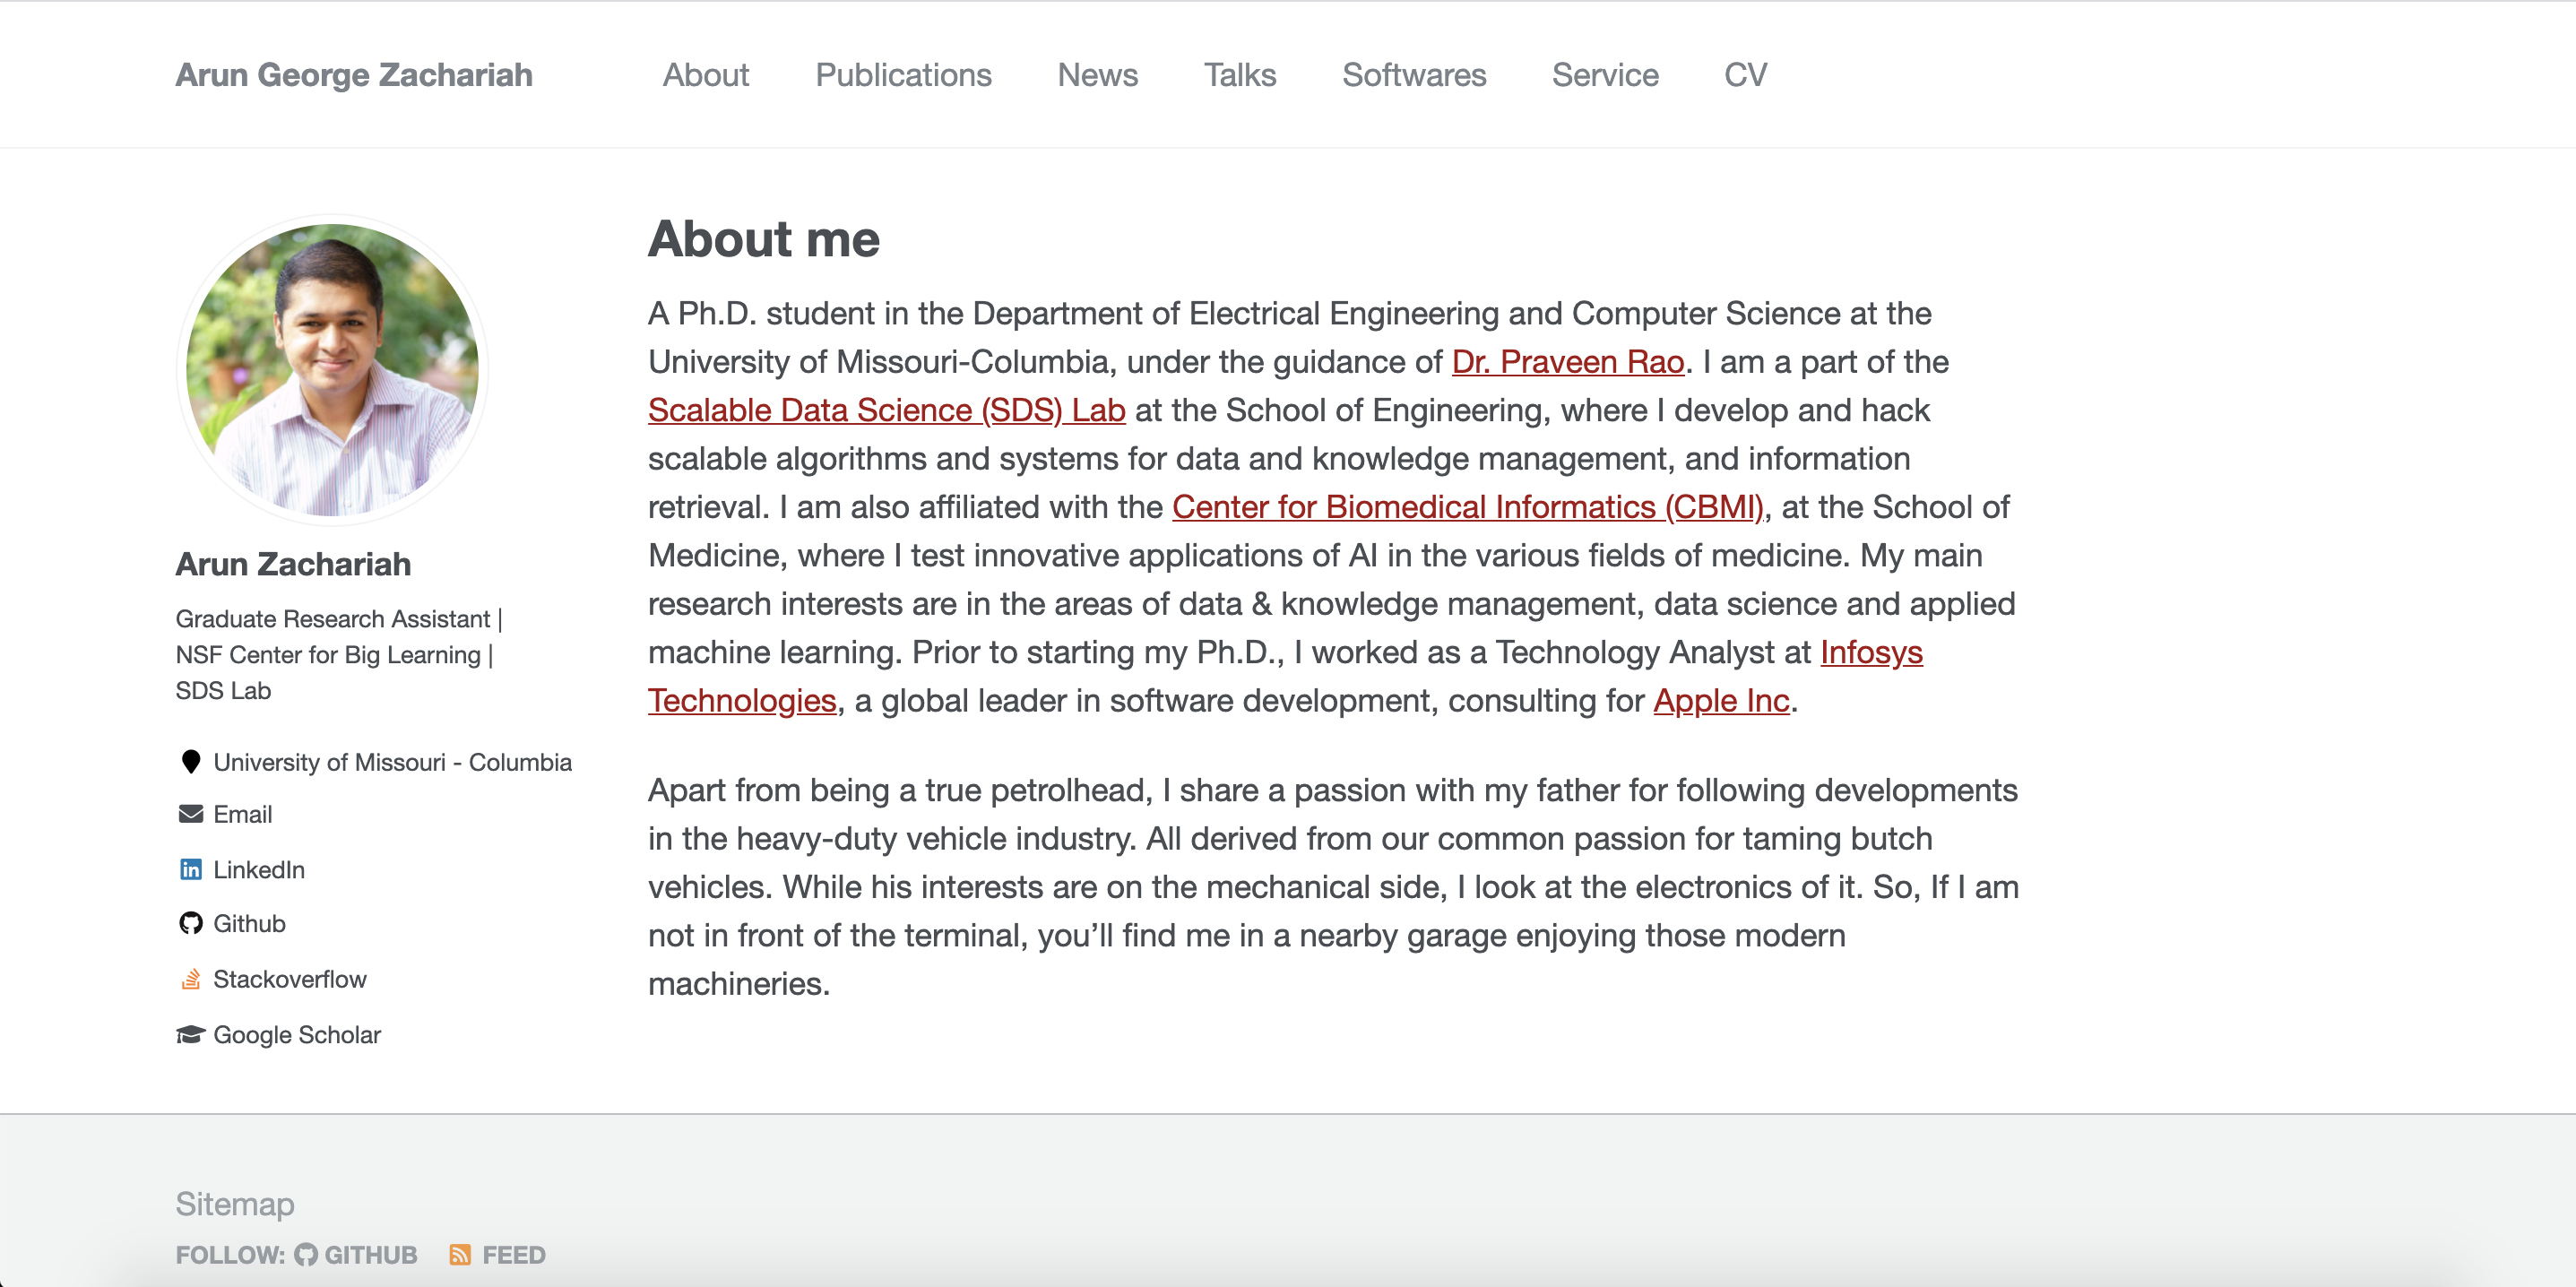 Arun George Zachariah About Publications News Talks Softwares Service CV
Arun Zachariah
Graduate Research Assistant |
NSF Center for Big Learning |
SDS Lab
University of Missouri - Columbia
Email
LinkedIn
Github
Stackoverflow
Google Scholar
About me
A Ph.D. student in the Department of Electrical Engineering and Computer Science at the
University of Missouri-Columbia, under the guidance of Dr. Praveen Rao. I am a part of the
Scalable Data Science (SDS) Lab at the School of Engineering, where I develop and hack
scalable algorithms and systems for data and knowledge management, and information
retrieval. I am also affiliated with the Center for Biomedical Informatics (CBMI), at the School of
Medicine, where I test innovative applications of AI in the various fields of medicine. My main
research interests are in the areas of data & knowledge management, data science and applied
machine learning. Prior to starting my Ph.D., I worked as a Technology Analyst at Infosys
Technologies, a global leader in software development, consulting for Apple Inc.
Apart from being a true petrolhead, I share a passion with my father for following developments
in the heavy-duty vehicle industry. All derived from our common passion for taming butch
vehicles. While his interests are on the mechanical side, I look at the electronics of it. So, If I am
not in front of the terminal, you’ll find me in a nearby garage enjoying those modern
machineries.
Sitemap
FOLLOW: GITHUB FEED